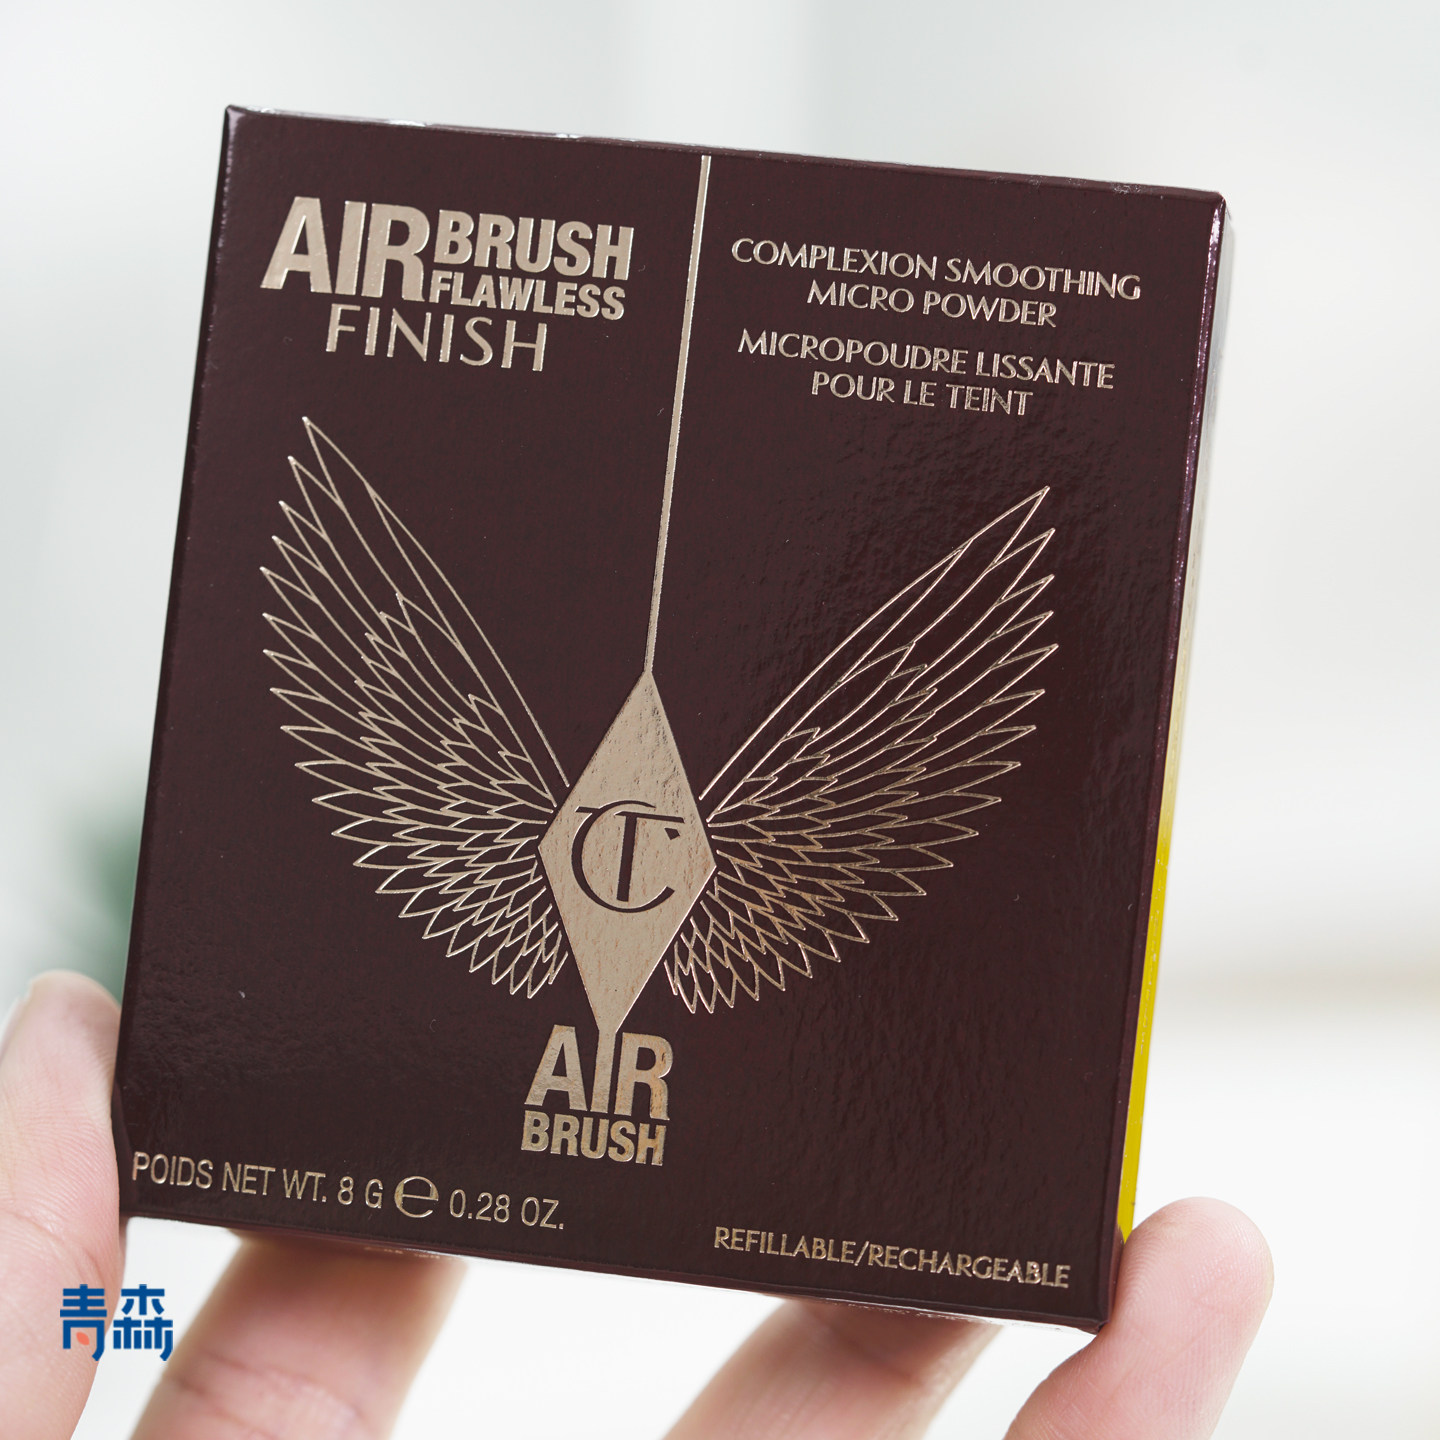 AIRBRUSH
FLAWLESS
FINISH
COMPLEXION SMOOTHING
MICRO POWDER
MICROPOUDRE LISSANTE
POUR LE TEINT
CT
AIR
BRUSH
POIDS NET WT. 8 G ℮ 0.28 OZ.
REFILLABLE/RECHARGEABLE
青森